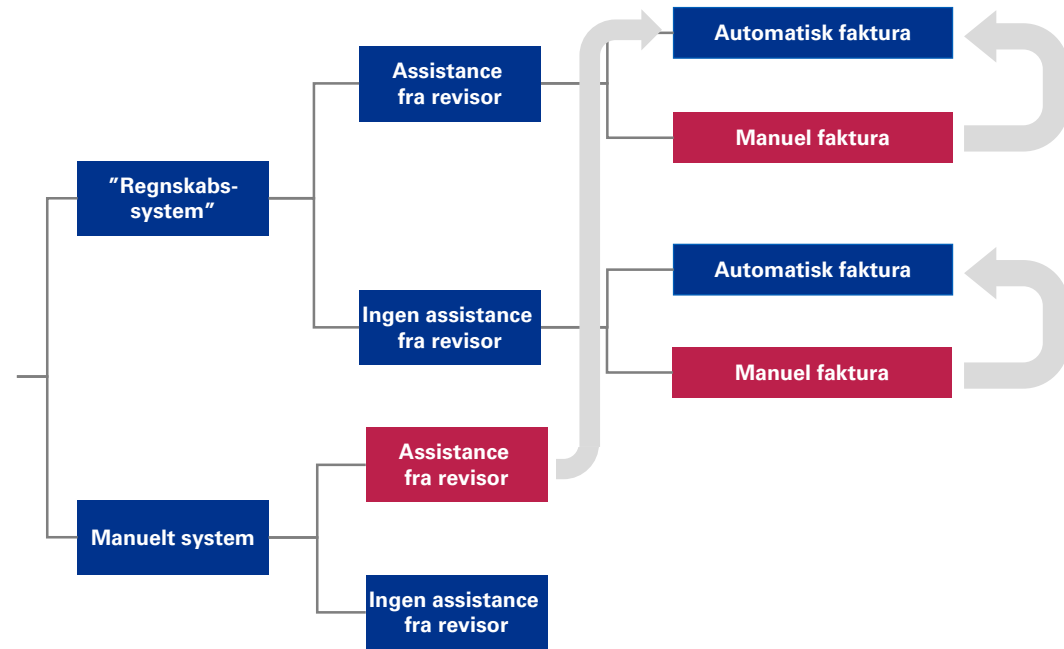 Automatisk faktura
Assistance
fra revisor
Manuel faktura
”Regnskabs-
system”
Automatisk faktura
Ingen assistance
fra revisor
Manuel faktura
Assistance
fra revisor
Manuelt system
Ingen assistance
fra revisor